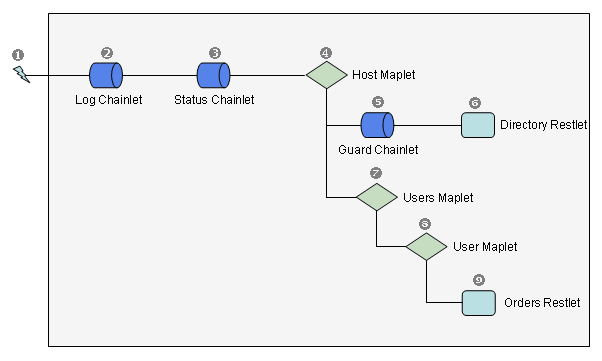 1
2
3
4
Log Chainlet
Status Chainlet
Host Maplet
5
6
Guard Chainlet
Directory Restlet
7
Users Maplet
8
User Maplet
9
Orders Restlet